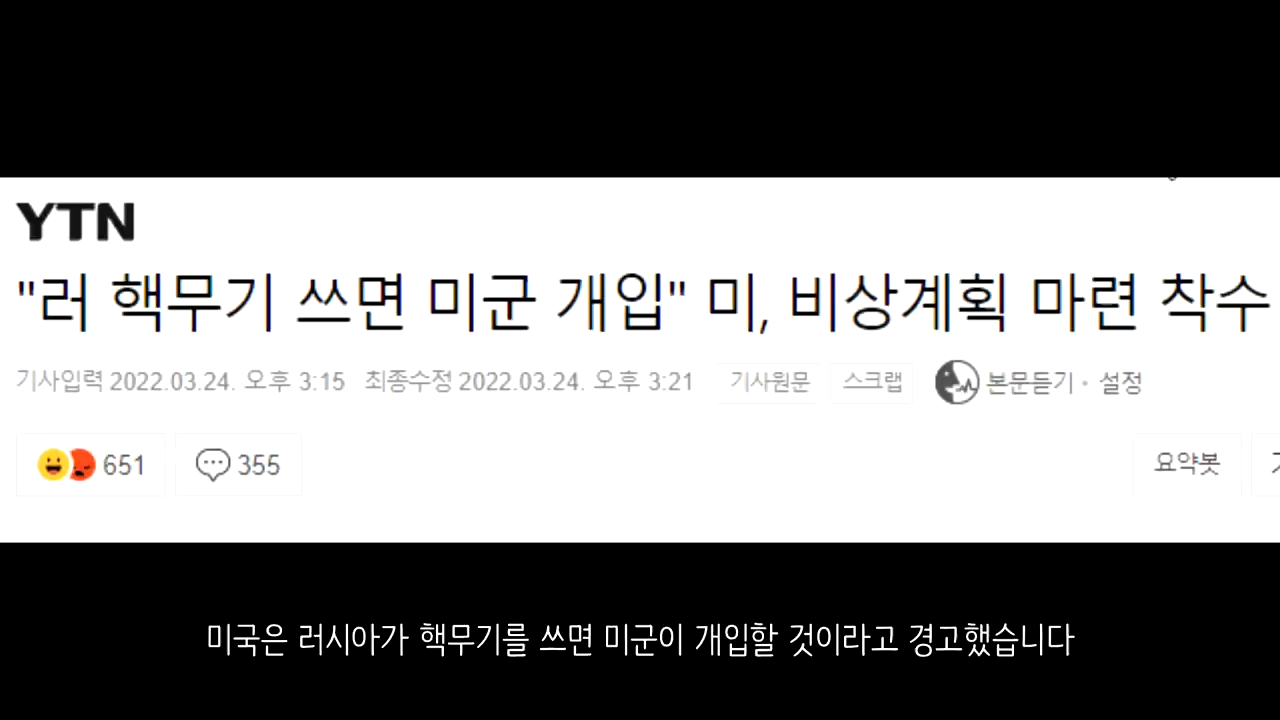 YTN
"러 핵무기 쓰면 미군 개입" 미, 비상계획 마련 착수
기사입력 2022.03.24. 오후 3:15 최종수정 2022.03.24. 오후 3:21 기사원문 스크랩 본문듣기 · 설정
651 355 요약봇
미국은 러시아가 핵무기를 쓰면 미군이 개입할 것이라고 경고했습니다